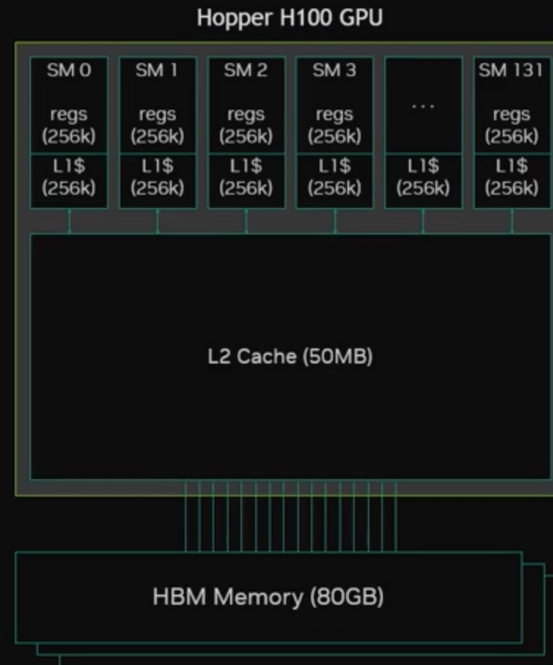 Hopper H100 GPU
SM 0
regs
(256k)
L1$
(256k)
SM 1
regs
(256k)
L1$
(256k)
SM 2
regs
(256k)
L1$
(256k)
SM 3
regs
(256k)
L1$
(256k)
...
L1$
(256k)
SM 131
regs
(256k)
L1$
(256k)
L2 Cache (50MB)
HBM Memory (80GB)